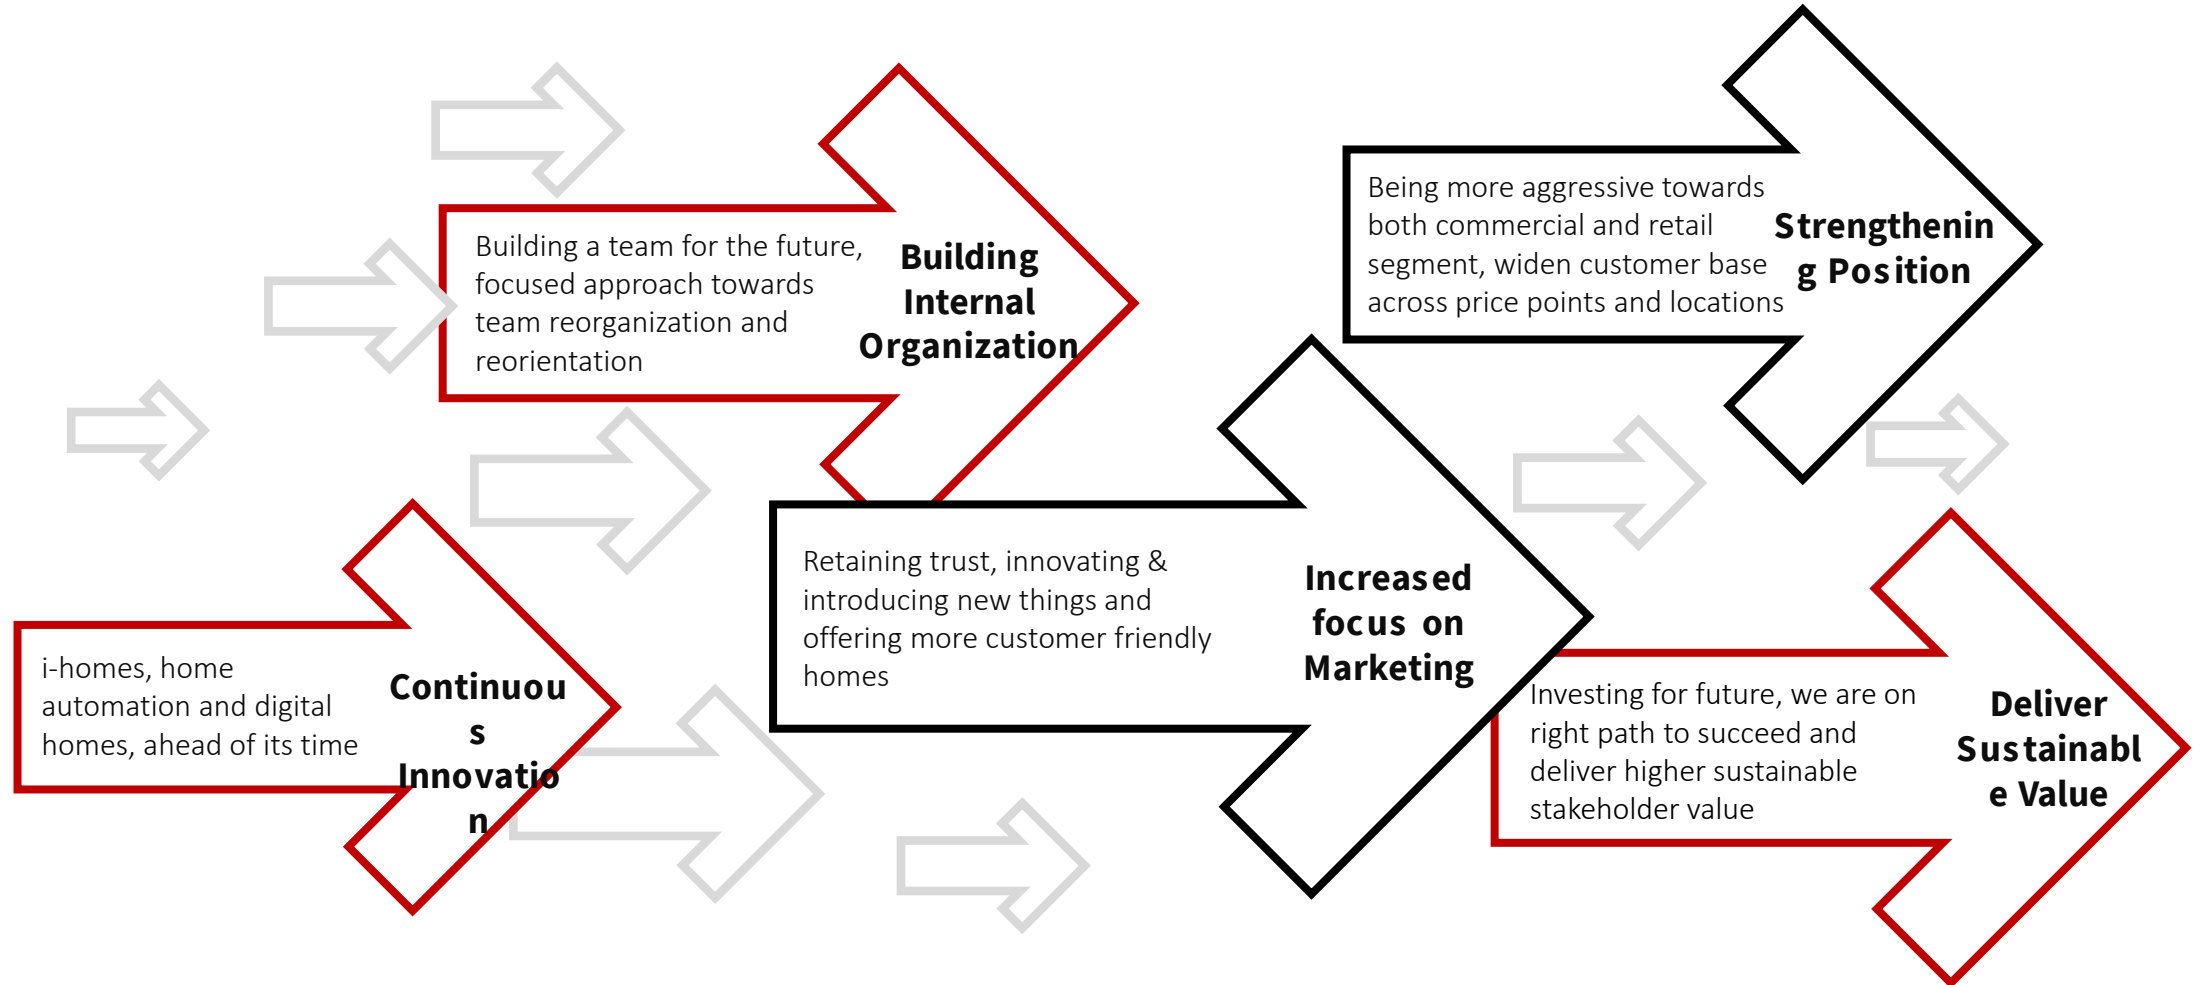 Building a team for the future,
focused approach towards
team reorganization and
reorientation
Building
Internal
Organization
Being more aggressive towards
both commercial and retail
segment, widen customer base
across price points and locations
Strengthenin
g Position
i-homes, home
automation and digital
homes, ahead of its time
Continuou
s
Innovatio
n
Retaining trust, innovating &
introducing new things and
offering more customer friendly
homes
Increased
focus on
Marketing
Investing for future, we are on
right path to succeed and
deliver higher sustainable
stakeholder value
Deliver
Sustainabl
e Value